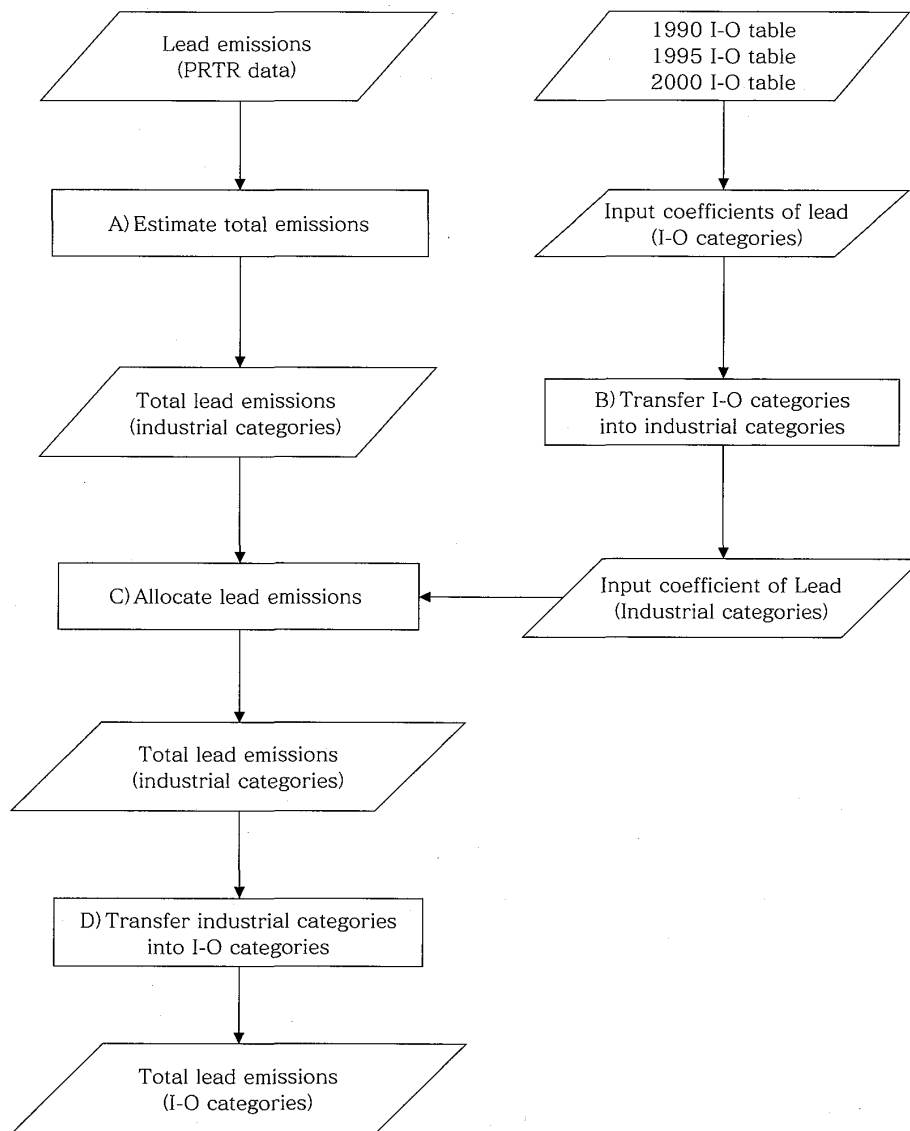 Lead emissions
(PRTR data)
1990 I-O table
1995 I-O table
2000 I-O table
A) Estimate total emissions
Input coefficients of lead
(I-O categories)
Total lead emissions
(industrial categories)
B) Transfer I-O categories
into industrial categories
C) Allocate lead emissions
Input coefficient of Lead
(Industrial categories)
Total lead emissions
(industrial categories)
D) Transfer industrial categories
into I-O categories
Total lead emissions
(I-O categories)